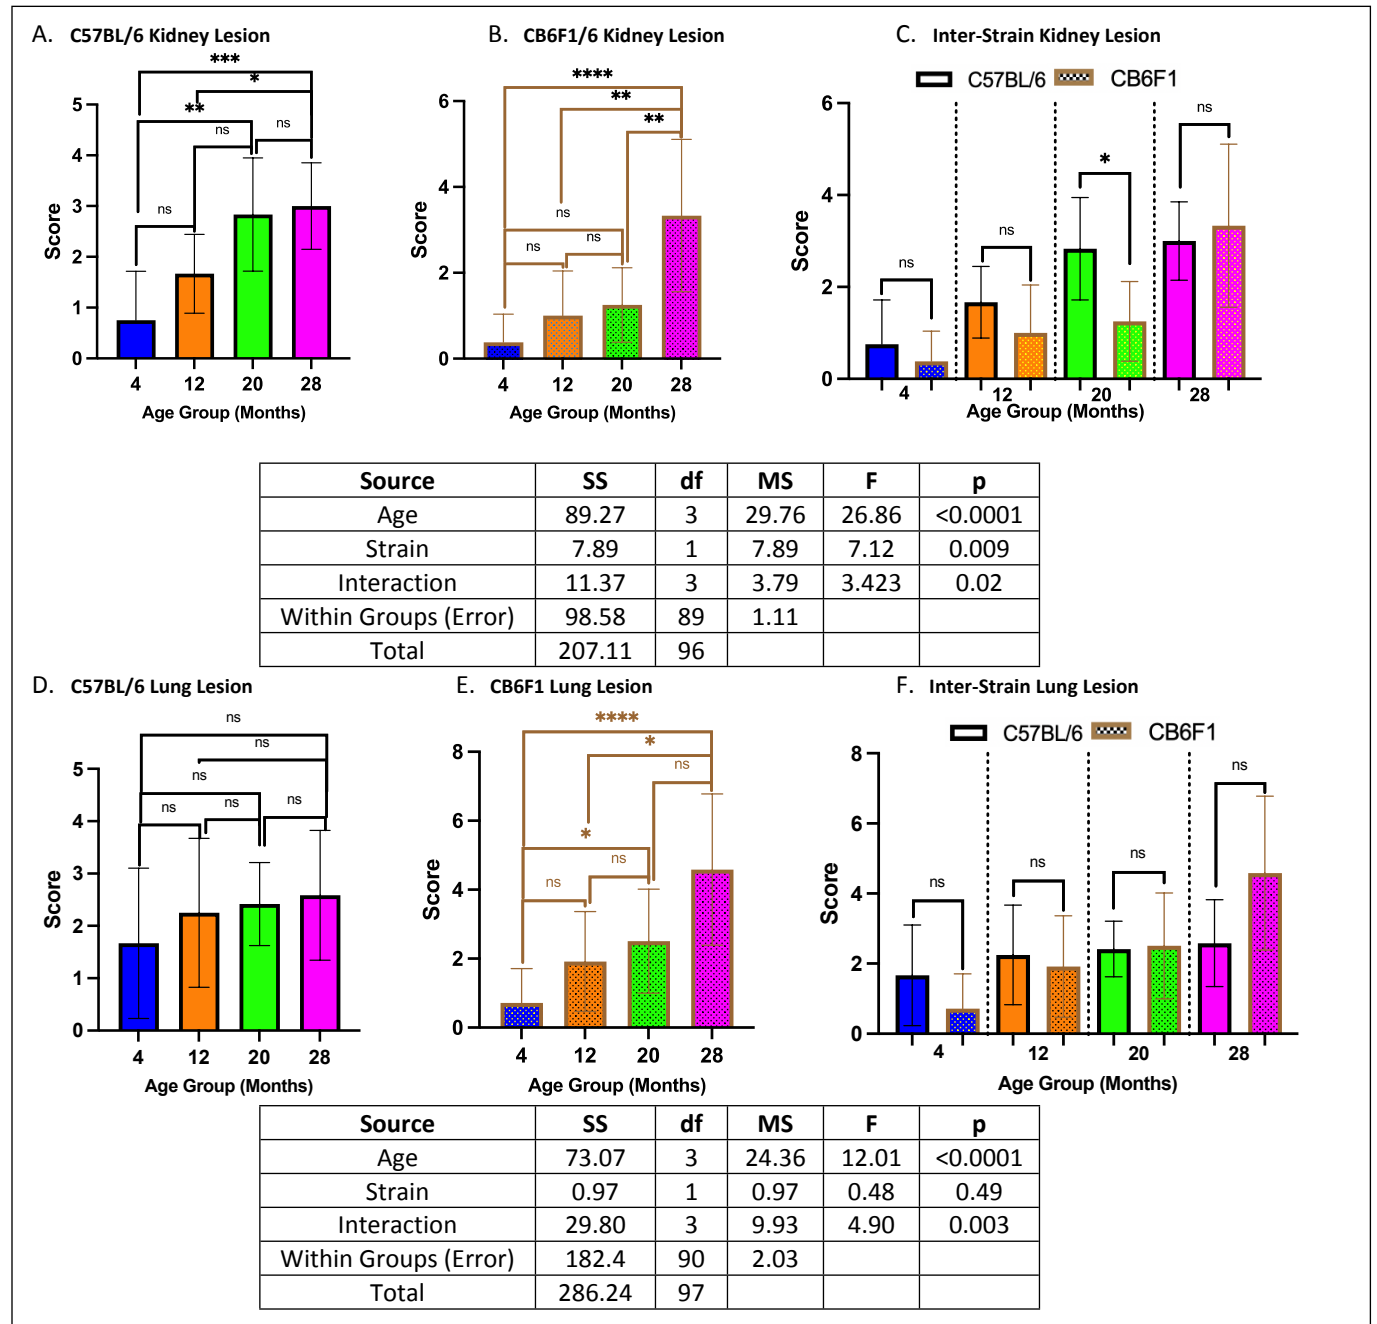 A. C57BL/6 Kidney Lesion
***
*
**
ns
ns
ns
5
4
3
2
1
0
Score
4 12 20 28
Age Group (Months)
B. CB6F1/6 Kidney Lesion
****
**
**
ns
ns
ns
6
4
2
0
Score
4 12 20 28
Age Group (Months)
C. Inter-Strain Kidney Lesion
C57BL/6 CB6F1
ns
ns
*
ns
6
4
2
0
Score
4 12 20 28
Age Group (Months)
Source SS df MS F p
Age 89.27 3 29.76 26.86 <0.0001
Strain 7.89 1 7.89 7.12 0.009
Interaction 11.37 3 3.79 3.423 0.02
Within Groups (Error) 98.58 89 1.11
Total 207.11 96
D. C57BL/6 Lung Lesion
ns
ns
ns
ns
ns
ns
5
4
3
2
1
0
Score
4 12 20 28
Age Group (Months)
E. CB6F1 Lung Lesion
****
*
ns
*
ns
ns
8
6
4
2
0
Score
4 12 20 28
Age Group (Months)
F. Inter-Strain Lung Lesion
C57BL/6 CB6F1
ns
ns
ns
ns
8
6
4
2
0
Score
4 12 20 28
Age Group (Months)
Source SS df MS F p
Age 73.07 3 24.36 12.01 <0.0001
Strain 0.97 1 0.97 0.48 0.49
Interaction 29.80 3 9.93 4.90 0.003
Within Groups (Error) 182.4 90 2.03
Total 286.24 97